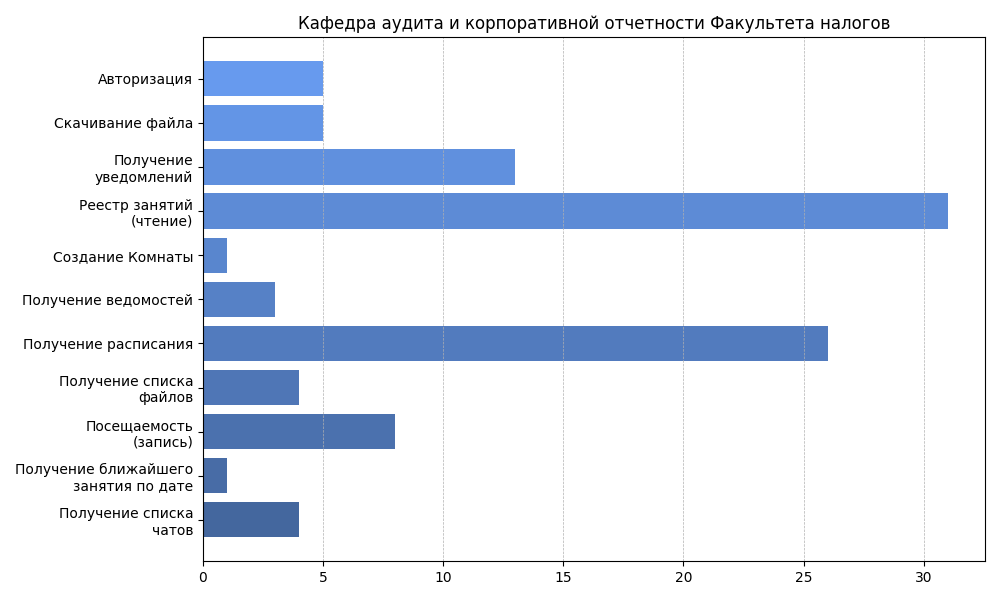 Кафедра аудита и корпоративной отчетности Факультета налогов
Авторизация
Скачивание файла
Получение
уведомлений
Реестр занятий
(чтение)
Создание Комнаты
Получение ведомостей
Получение расписания
Получение списка
файлов
Посещаемость
(запись)
Получение ближайшего
занятия по дате
Получение списка
чатов
0 5 10 15 20 25 30